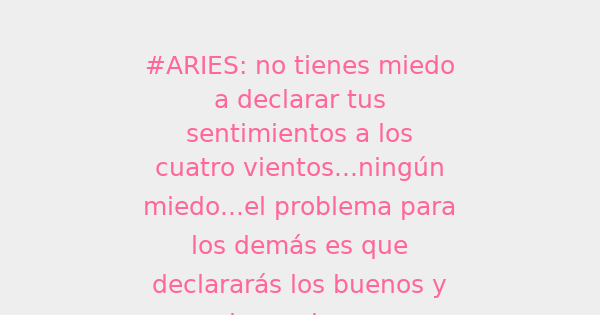 #ARIES: no tienes miedo
a declarar tus
sentimientos a los
cuatro vientos...ningún
miedo...el problema para
los demás es que
declararás los buenos y